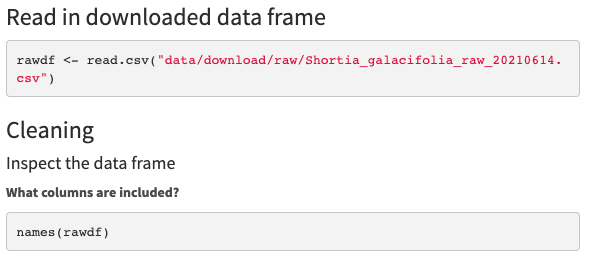 Read in downloaded data frame
rawdf <- read.csv("data/download/raw/Shortia_galacifolia_raw_20210614.
csv")
Cleaning
Inspect the data frame
What columns are included?
names(rawdf)